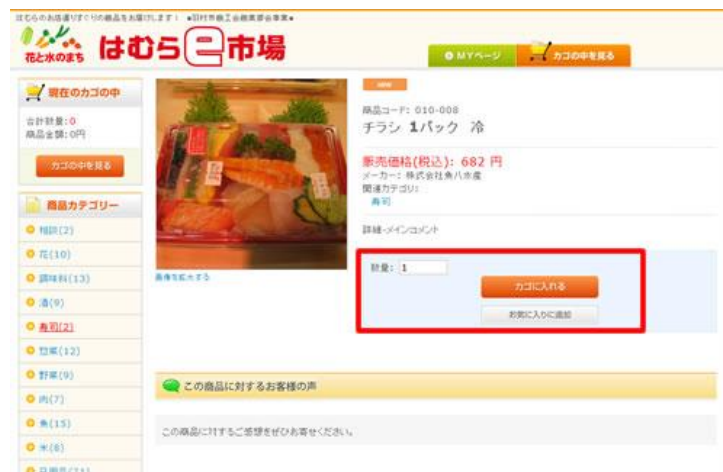 はむらのお店選りすぐりの商品をお届けします！ ■羽村市商工会商業部会事業■
花と水のまち
はむらⓔ市場
MYページ
カゴの中を見る
現在のカゴの中
合計数量:0
商品金額:0円
カゴの中を見る
商品カテゴリー
相談(2)
花(10)
調味料(13)
酒(9)
寿司(2)
惣菜(12)
野菜(9)
肉(7)
魚(15)
米(8)
画像を拡大する
NEW
商品コード: 010-008
チラシ 1パック 冷
販売価格(税込): 682 円
メーカー: 株式会社魚八水産
関連カテゴリ:
寿司
詳細-メインコメント
数量: 1
カゴに入れる
お気に入りに追加
この商品に対するお客様の声
この商品に対するご感想をぜひお寄せください。